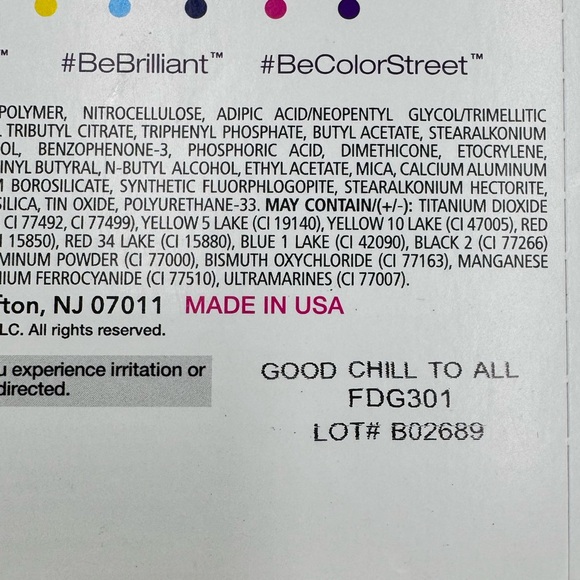 ™ #BeBrilliant™ #BeColorStreet™
POLYMER, NITROCELLULOSE, ADIPIC ACID/NEOPENTYL GLYCOL/TRIMELLITIC
TRIBUTYL CITRATE, TRIPHENYL PHOSPHATE, BUTYL ACETATE, STEARALKONIUM
OL, BENZOPHENONE-3, PHOSPHORIC ACID, DIMETHICONE, ETOCRYLENE,
INYL BUTYRAL, N-BUTYL ALCOHOL, ETHYL ACETATE, MICA, CALCIUM ALUMINUM
M BOROSILICATE, SYNTHETIC FLUORPHLOGOPITE, STEARALKONIUM HECTORITE,
SILICA, TIN OXIDE, POLYURETHANE-33. MAY CONTAIN/(+/-): TITANIUM DIOXIDE
CI 77492, CI 77499), YELLOW 5 LAKE (CI 19140), YELLOW 10 LAKE (CI 47005), RED
15850), RED 34 LAKE (CI 15880), BLUE 1 LAKE (CI 42090), BLACK 2 (CI 77266)
MINUM POWDER (CI 77000), BISMUTH OXYCHLORIDE (CI 77163), MANGANESE
NIUM FERROCYANIDE (CI 77510), ULTRAMARINES (CI 77007).
fton, NJ 07011 MADE IN USA
LC. All rights reserved.
u experience irritation or
directed.
GOOD CHILL TO ALL
FDG301
LOT# B02689